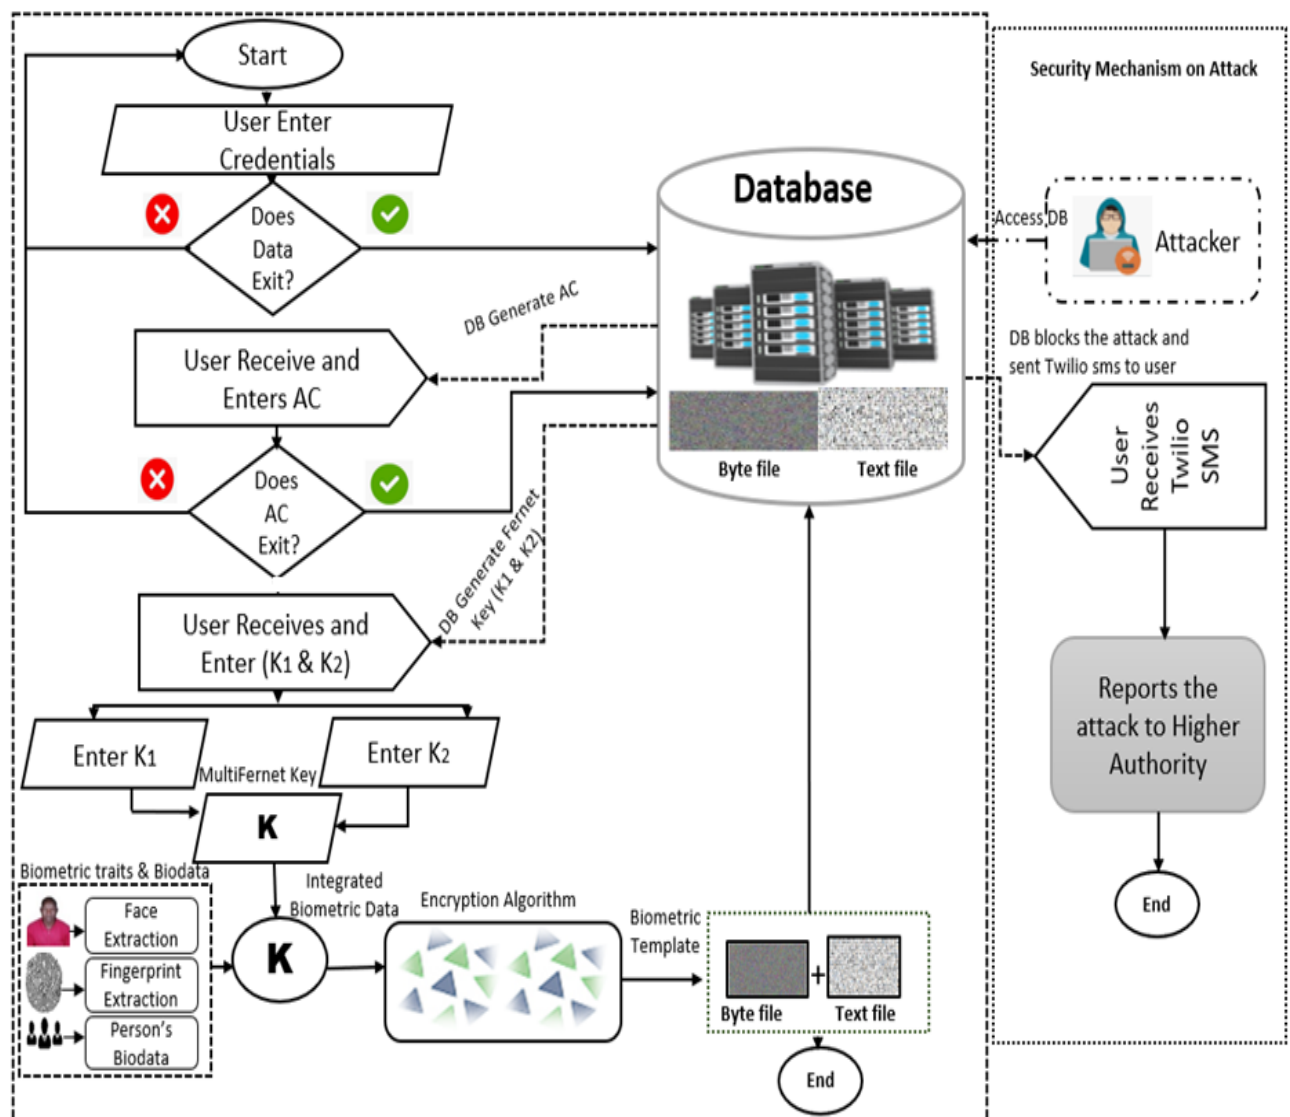 Start
User Enter
Credentials
Does
Data
Exit?
DB Generate AC
User Receive and
Enters AC
Does
AC
Exit?
DB Generate Fernet
Key (K1 & K2)
User Receives and
Enter (K1 & K2)
Enter K1
Enter K2
MultiFernet Key
K
Biometric traits & Biodata
Face
Extraction
Fingerprint
Extraction
Person's
Biodata
Integrated
Biometric Data
K
Encryption Algorithm
Biometric
Template
Byte file
+
Text file
End
Database
Byte file
Text file
Security Mechanism on Attack
Access DB
Attacker
DB blocks the attack and
sent Twilio sms to user
User
Receives
Twilio
SMS
Reports the
attack to Higher
Authority
End